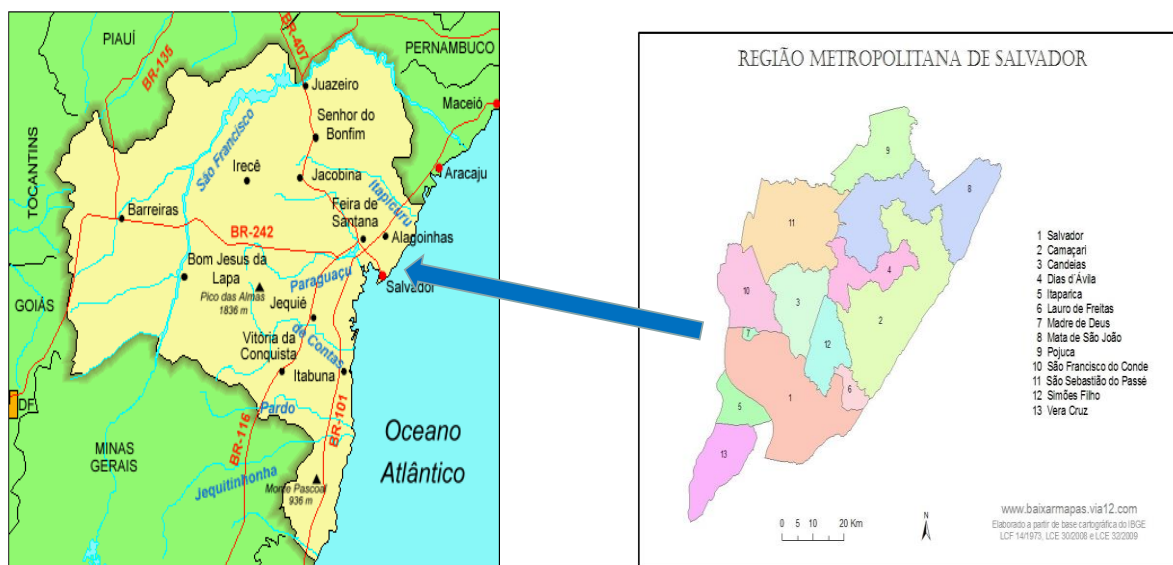 PIAUÍ
BR-135
BR-407
PERNAMBUCO
Juazeiro
Maceió
São Francisco
Senhor do
Bonfim
TOCANTINS
Irecê
Jacobina
Aracaju
Itapicuru
Barreiras
Feira de
Santana
BR-242
Alagoinhas
Bom Jesus da
Lapa
Paraguaçu
Salvador
Pico das Almas
1836 m
GOIÁS
Jequié
de Contas
Vitória da
Conquista
Itabuna
DF
Pardo
BR-116
BR-101
Oceano
Atlântico
MINAS
GERAIS
Jequitinhonha
Monte Pascoal
936 m
REGIÃO METROPOLITANA DE SALVADOR
9
8
11
4
10
3
2
7
12
6
5
1
13
1 Salvador
2 Camaçari
3 Candeias
4 Dias d´Ávila
5 Itaparica
6 Lauro de Freitas
7 Madre de Deus
8 Mata de São João
9 Pojuca
10 São Francisco do Conde
11 São Sebastião do Passé
12 Simões Filho
13 Vera Cruz
0 5 10 20 Km
N
www.baixarmapas.via12.com
Elaborado a partir de base cartográfica do IBGE
LCF 14/1973, LCE 30/2008 e LCE 32/2009